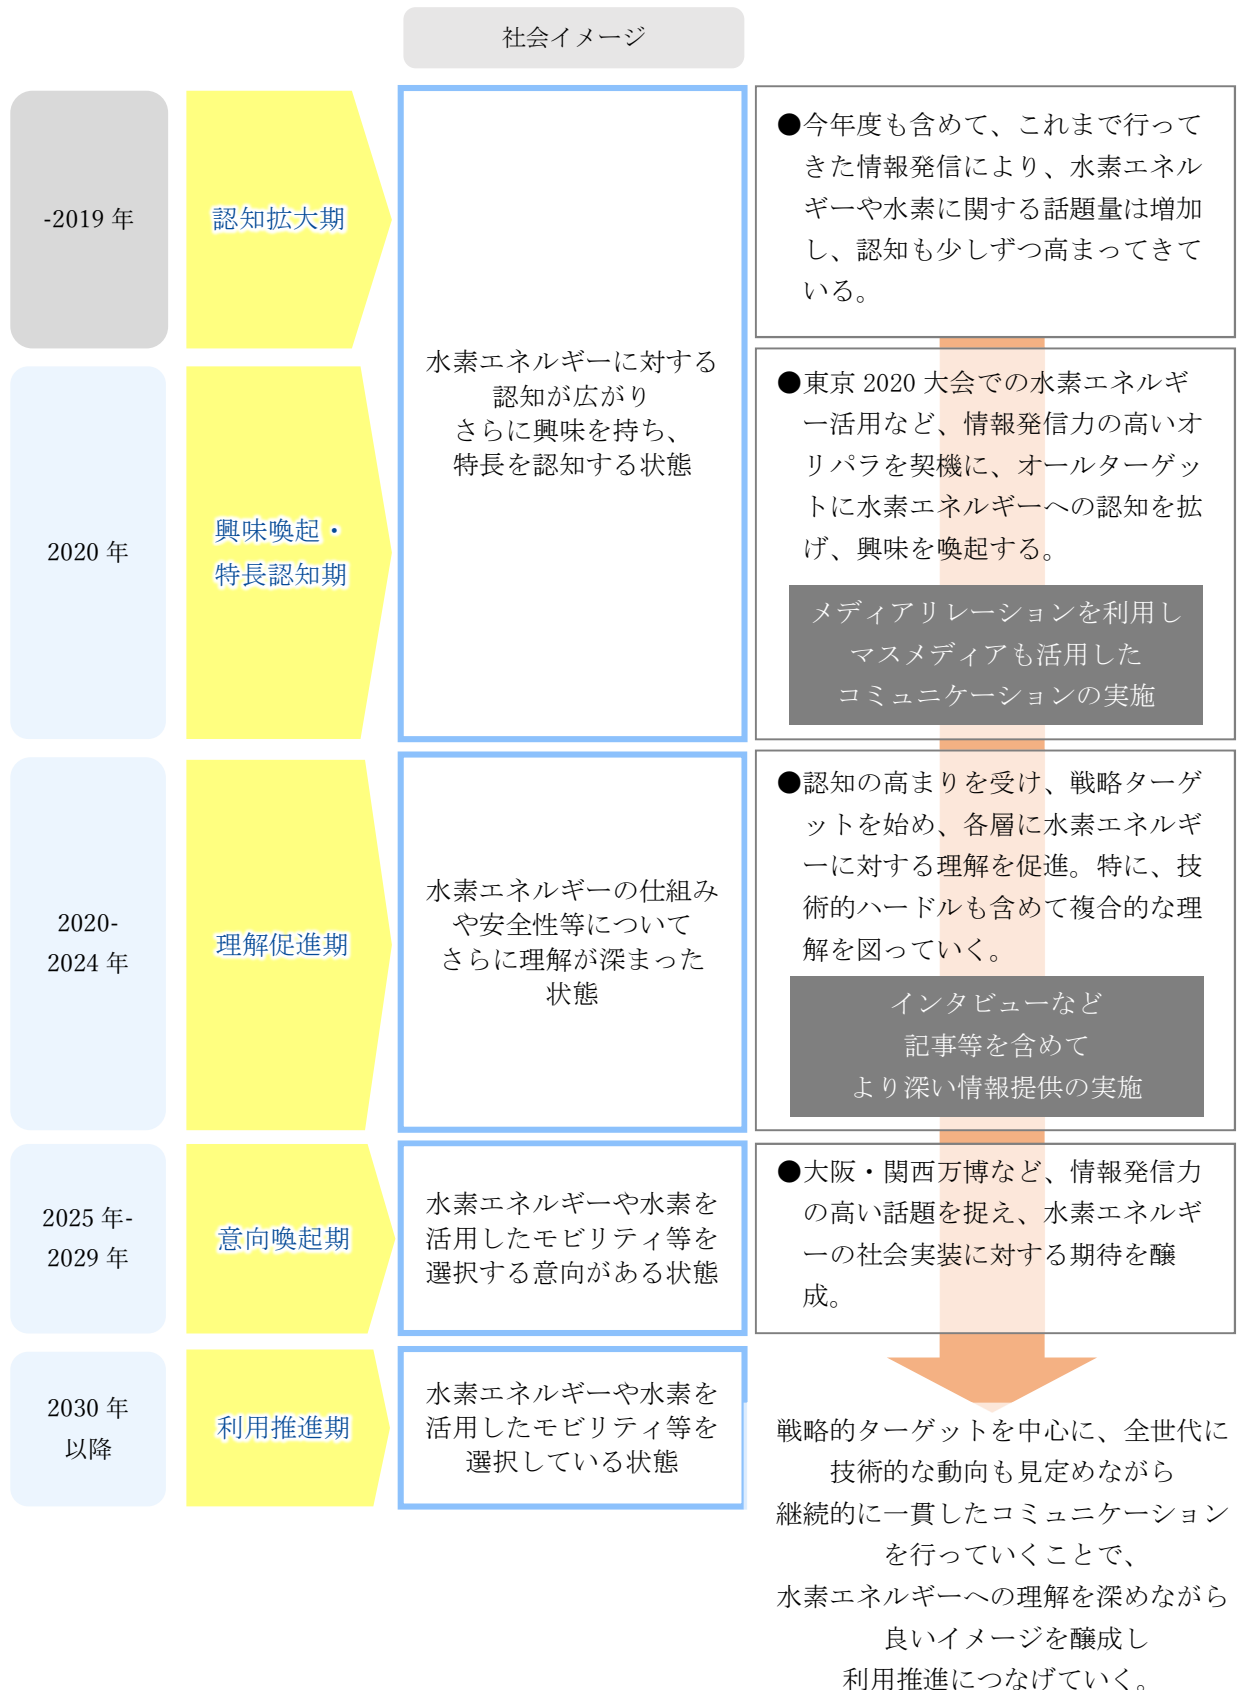 社会イメージ
-2019 年
認知拡大期
水素エネルギーに対する
認知が広がり
さらに興味を持ち、
特長を認知する状態
●今年度も含めて、これまで行って
きた情報発信により、水素エネル
ギーや水素に関する話題量は増加
し、認知も少しずつ高まってきて
いる。
2020 年
興味喚起・
特長認知期
●東京 2020 大会での水素エネルギ
ー活用など、情報発信力の高いオ
リパラを契機に、オールターゲッ
トに水素エネルギーへの認知を拡
げ、興味を喚起する。
メディアリレーションを利用し
マスメディアも活用した
コミュニケーションの実施
2020-
2024 年
理解促進期
水素エネルギーの仕組み
や安全性等について
さらに理解が深まった
状態
●認知の高まりを受け、戦略ターゲ
ットを始め、各層に水素エネルギ
ーに対する理解を促進。特に、技
術的ハードルも含めて複合的な理
解を図っていく。
インタビューなど
記事等を含めて
より深い情報提供の実施
2025 年-
2029 年
意向喚起期
水素エネルギーや水素を
活用したモビリティ等を
選択する意向がある状態
●大阪・関西万博など、情報発信力
の高い話題を捉え、水素エネルギ
ーの社会実装に対する期待を醸
成。
2030 年
以降
利用推進期
水素エネルギーや水素を
活用したモビリティ等を
選択している状態
戦略的ターゲットを中心に、全世代に
技術的な動向も見定めながら
継続的に一貫したコミュニケーション
を行っていくことで、
水素エネルギーへの理解を深めながら
良いイメージを醸成し
利用推進につなげていく。